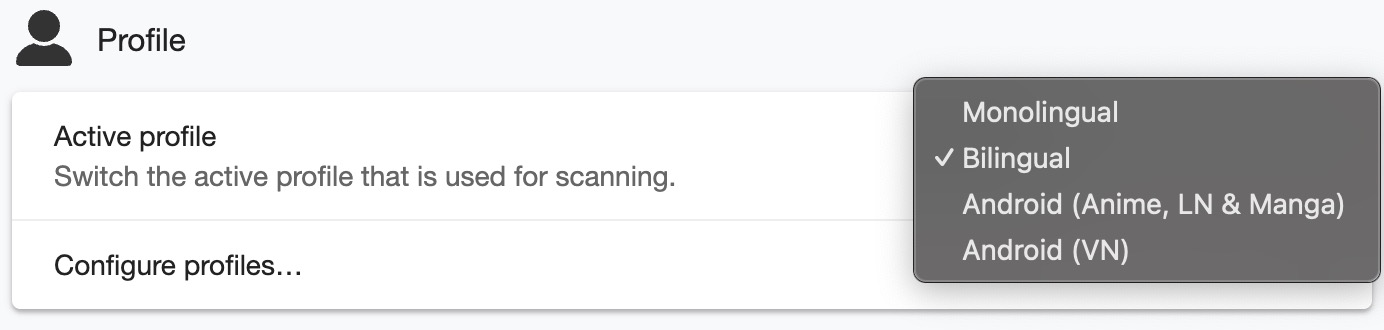 Profile
Active profile
Switch the active profile that is used for scanning.
Configure profiles…
Monolingual
✓ Bilingual
Android (Anime, LN & Manga)
Android (VN)